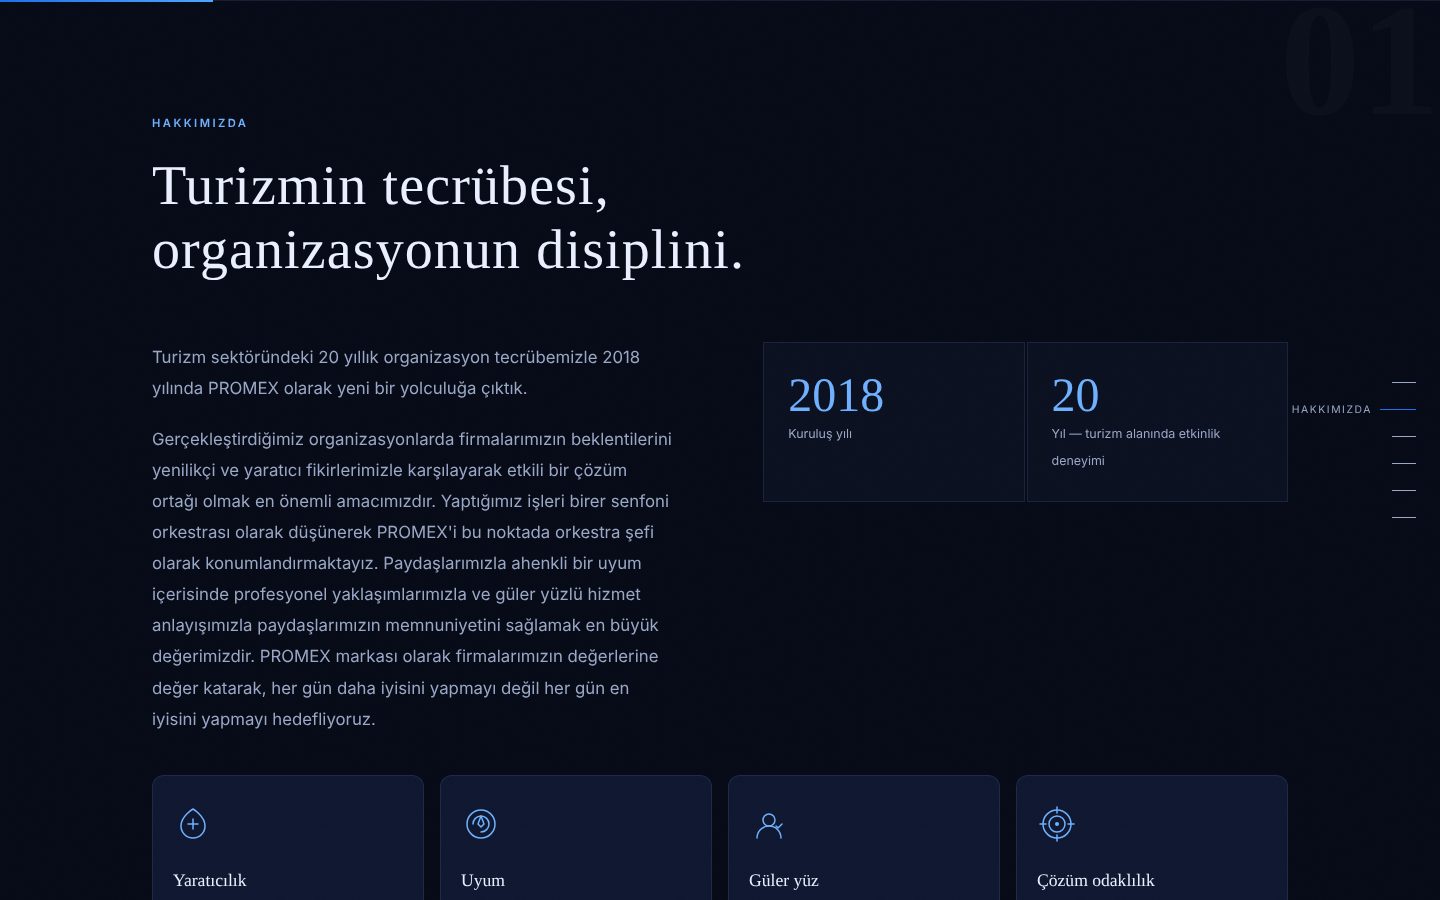 01
HAKKIMIZDA
Turizmin tecrübesi,
organizasyonun disiplini.
Turizm sektöründeki 20 yıllık organizasyon tecrübemizle 2018
yılında PROMEX olarak yeni bir yolculuğa çıktık.
Gerçekleştirdiğimiz organizasyonlarda firmalarımızın beklentilerini
yenilikçi ve yaratıcı fikirlerimizle karşılayarak etkili bir çözüm
ortağı olmak en önemli amacımızdır. Yaptığımız işleri birer senfoni
orkestrası olarak düşünerek PROMEX'i bu noktada orkestra şefi
olarak konumlandırmaktayız. Paydaşlarımızla ahenkli bir uyum
içerisinde profesyonel yaklaşımlarımızla ve güler yüzlü hizmet
anlayışımızla paydaşlarımızın memnuniyetini sağlamak en büyük
değerimizdir. PROMEX markası olarak firmalarımızın değerlerine
değer katarak, her gün daha iyisini yapmayı değil her gün en
iyisini yapmayı hedefliyoruz.
2018
Kuruluş yılı
20
Yıl — turizm alanında etkinlik
deneyimi
HAKKIMIZDA
Yaratıcılık
Uyum
Güler yüz
Çözüm odaklılık